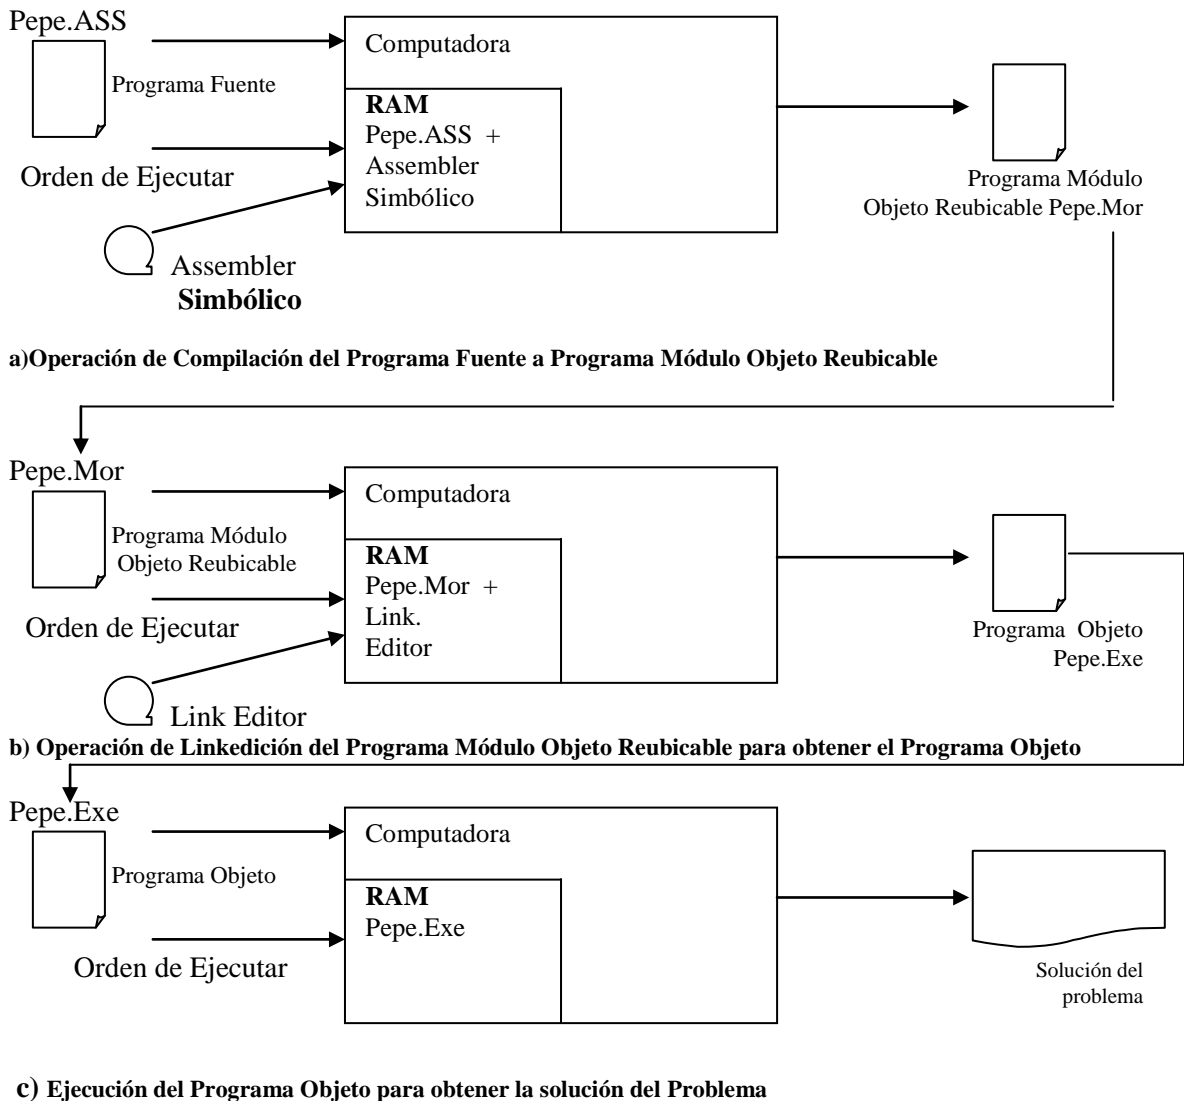 Pepe.ASS
Computadora
Programa Fuente
RAM
Pepe.ASS +
Assembler
Simbólico
Orden de Ejecutar
Programa Módulo
Objeto Reubicable Pepe.Mor
Assembler
Simbólico
a)Operación de Compilación del Programa Fuente a Programa Módulo Objeto Reubicable
Pepe.Mor
Computadora
Programa Módulo
Objeto Reubicable
RAM
Pepe.Mor +
Link.
Editor
Orden de Ejecutar
Programa Objeto
Pepe.Exe
Link Editor
b) Operación de Linkedición del Programa Módulo Objeto Reubicable para obtener el Programa Objeto
Pepe.Exe
Computadora
Programa Objeto
RAM
Pepe.Exe
Orden de Ejecutar
Solución del
problema
c) Ejecución del Programa Objeto para obtener la solución del Problema